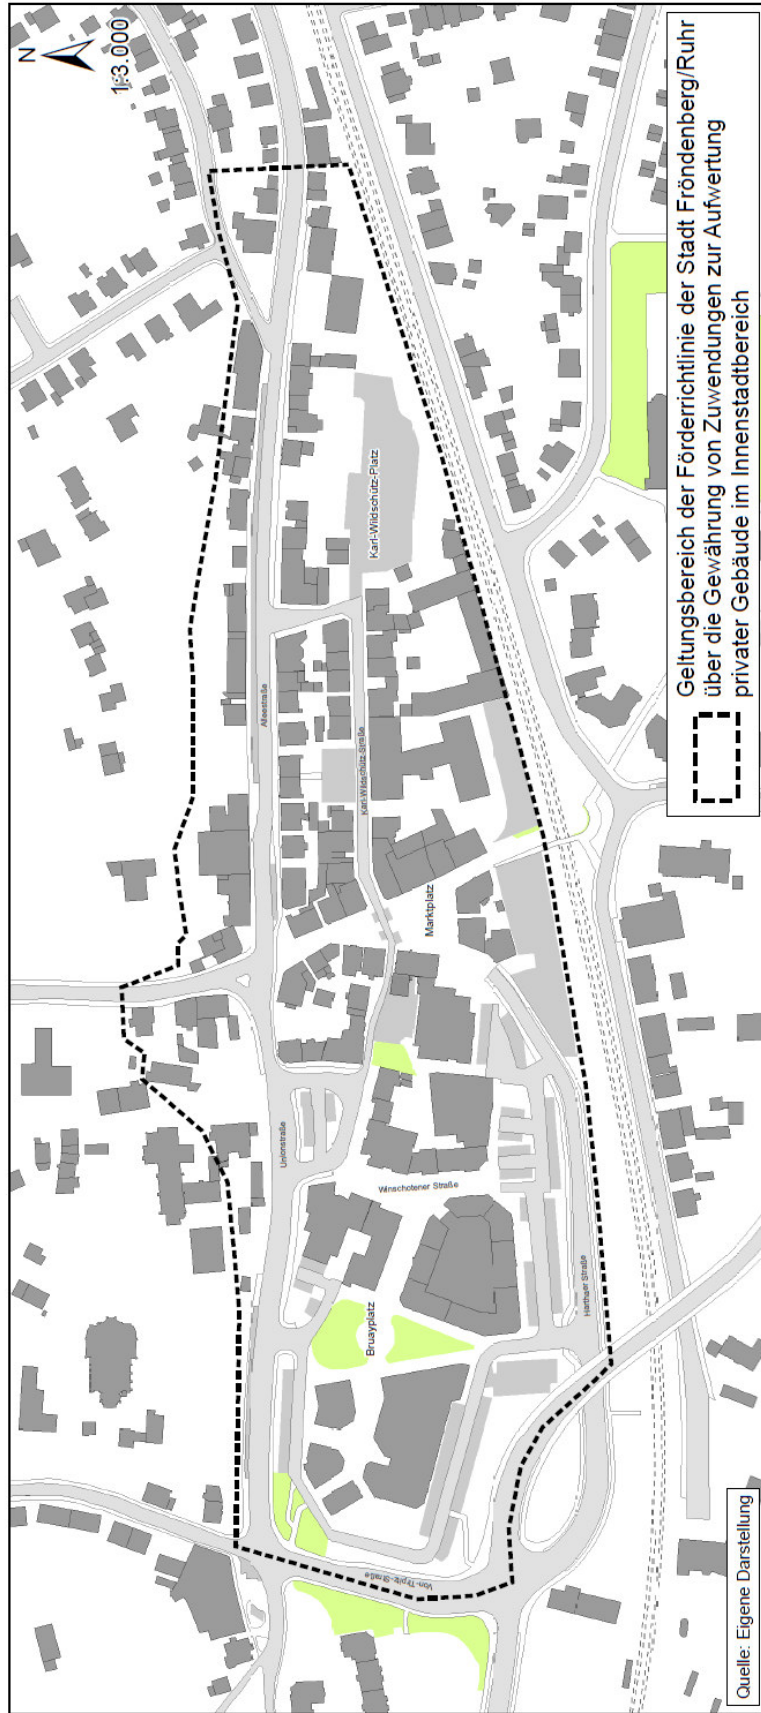 N
1:3.000
Alleestraße
Karl-Wildschütz-Platz
Karl-Wildschütz-Straße
Marktplatz
Unionstraße
Winschotener Straße
Bruayplatz
Harthaer Straße
Von-Tirpitz-Straße
Quelle: Eigene Darstellung
Geltungsbereich der Förderrichtlinie der Stadt Fröndenberg/Ruhr
über die Gewährung von Zuwendungen zur Aufwertung
privater Gebäude im Innenstadtbereich